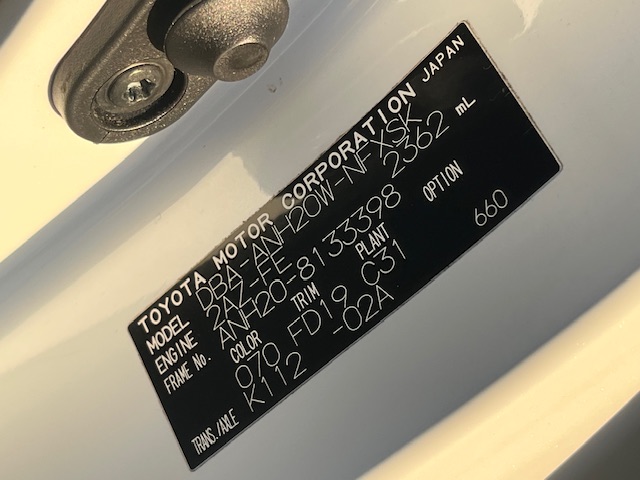 TOYOTA MOTOR CORPORATION JAPAN
MODEL DBA-ANH20W-NFXSK
ENGINE 2AZ-FE 2362 mL
FRAME No. ANH20-8133398
COLOR TRIM PLANT OPTION
070 FD19 C31 660
TRANS./AXLE K112 -02A